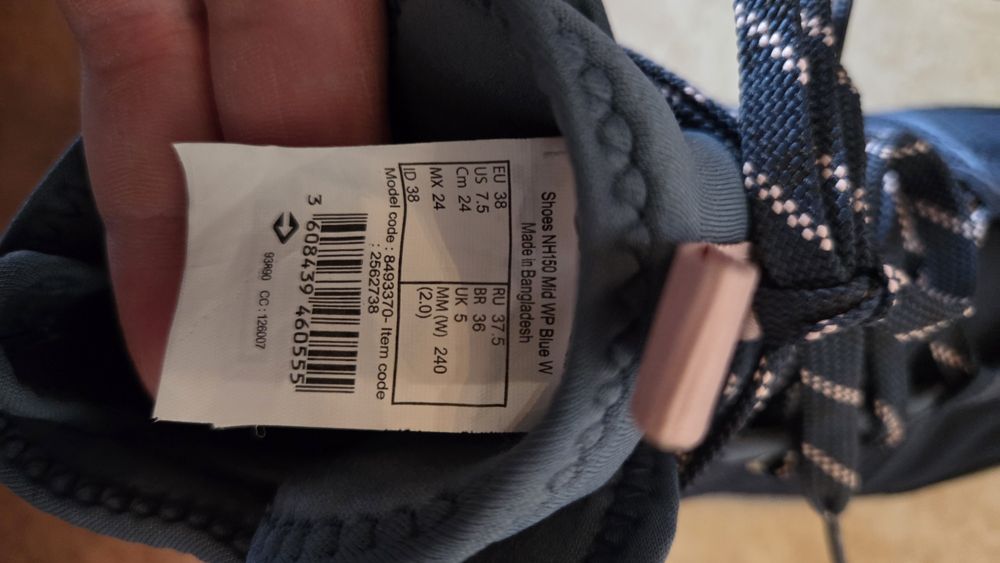 Shoes NH150 Mid WP Blue W
Made in Bangladesh
EU 38 RU 37.5
US 7.5 BR 36
Cm 24 UK 5
MX 24 MM (W) 240
(2.0)
ID 38
Model code : 8493370- Item code
: 2562738
3 608439 460555
93890 CC : 126007